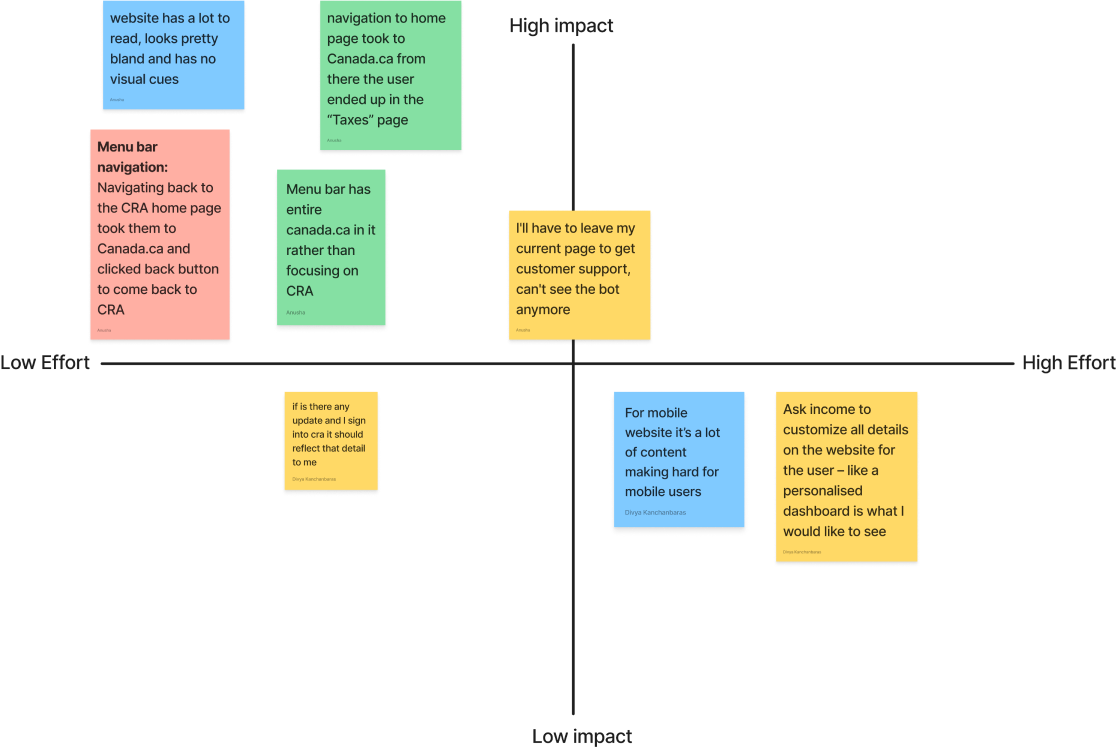 High impact
website has a lot to
read, looks pretty
bland and has no
visual cues
Anusha
navigation to home
page took to
Canada.ca from
there the user
ended up in the
“Taxes” page
Anusha
Menu bar
navigation:
Navigating back to
the CRA home page
took them to
Canada.ca and
clicked back button
to come back to
CRA
Anusha
Menu bar has
entire
canada.ca in it
rather than
focusing on
CRA
Anusha
I'll have to leave my
current page to get
customer support,
can't see the bot
anymore
Anusha
Low Effort
High Effort
if is there any
update and I sign
into cra it should
reflect that detail
to me
Divya Kanchanbaras
For mobile
website it’s a lot
of content
making hard for
mobile users
Divya Kanchanbaras
Ask income to
customize all details
on the website for
the user – like a
personalised
dashboard is what I
would like to see
Divya Kanchanbaras
Low impact